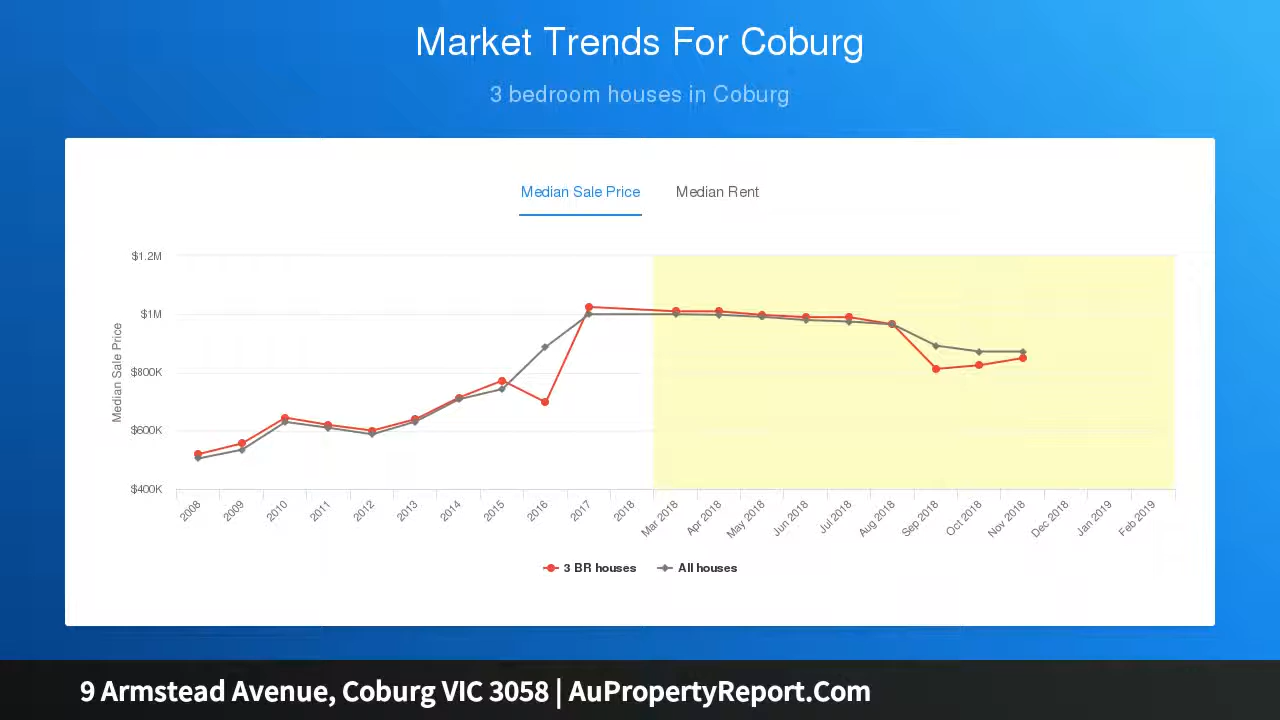 Market Trends For Coburg
3 bedroom houses in Coburg
Median Sale Price Median Rent
$1.2M
$1M
$800K
$600K
$400K
Median Sale Price
2008 2009 2010 2011 2012 2013 2014 2015 2016 2017 2018 Mar 2018 Apr 2018 May 2018 Jun 2018 Jul 2018 Aug 2018 Sep 2018 Oct 2018 Nov 2018 Dec 2018 Jan 2019 Feb 2019
3 BR houses All houses
9 Armstead Avenue, Coburg VIC 3058 | AuPropertyReport.Com